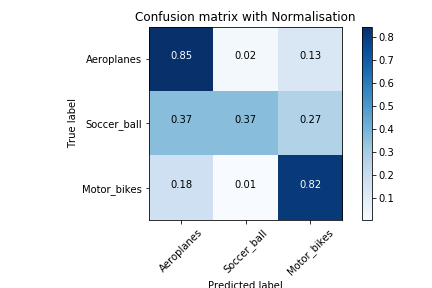 Confusion matrix with Normalisation
True label
Aeroplanes
Soccer_ball
Motor_bikes
0.85 0.02 0.13
0.37 0.37 0.27
0.18 0.01 0.82
Aeroplanes
Soccer_ball
Motor_bikes
Predicted label
0.8
0.7
0.6
0.5
0.4
0.3
0.2
0.1